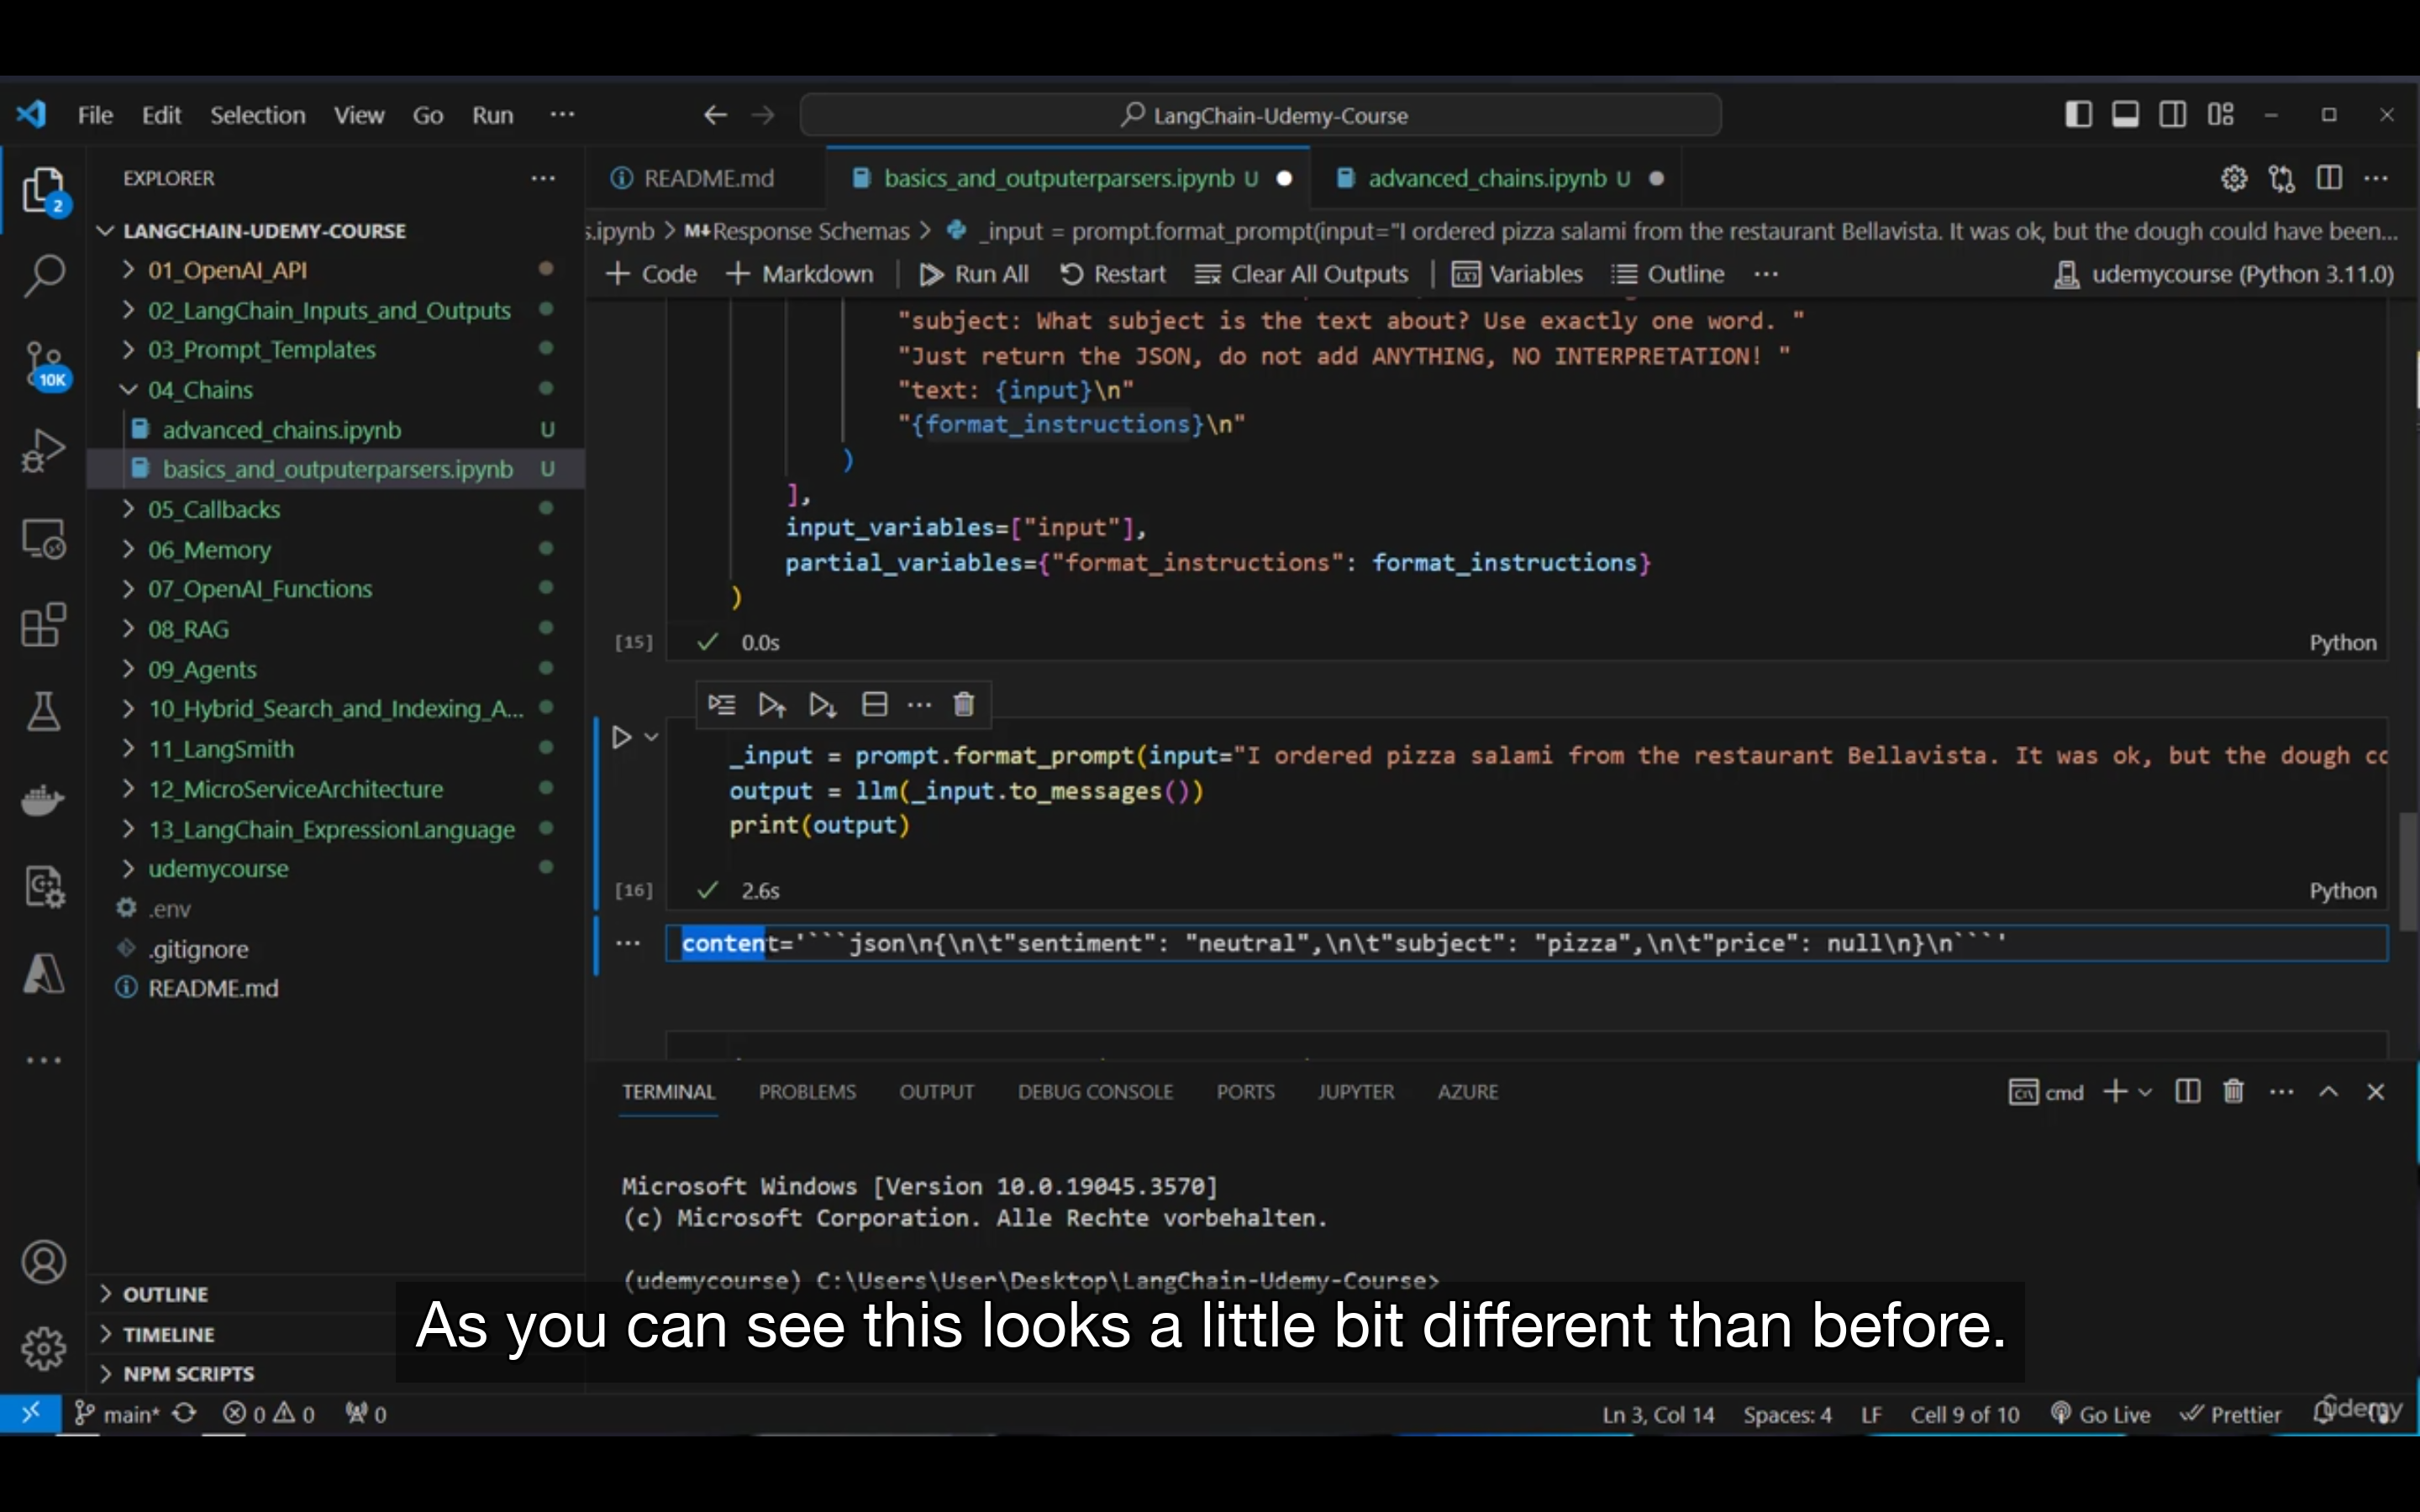 File Edit Selection View Go Run ··· LangChain-Udemy-Course
EXPLORER
2
LANGCHAIN-UDEMY-COURSE
01_OpenAI_API
02_LangChain_Inputs_and_Outputs
03_Prompt_Templates
10K
04_Chains
advanced_chains.ipynb U
basics_and_outputerparsers.ipynb U
05_Callbacks
06_Memory
07_OpenAI_Functions
08_RAG
09_Agents
10_Hybrid_Search_and_Indexing_A...
11_LangSmith
12_MicroServiceArchitecture
13_LangChain_ExpressionLanguage
udemycourse
.env
.gitignore
README.md
OUTLINE
TIMELINE
NPM SCRIPTS
README.md basics_and_outputerparsers.ipynb U advanced_chains.ipynb U
s.ipynb > M↓Response Schemas > _input = prompt.format_prompt(input="I ordered pizza salami from the restaurant Bellavista. It was ok, but the dough could have been...
+ Code + Markdown Run All Restart Clear All Outputs Variables Outline ··· udemycourse (Python 3.11.0)
"subject: What subject is the text about? Use exactly one word. "
"Just return the JSON, do not add ANYTHING, NO INTERPRETATION! "
"text: {input}\n"
"{format_instructions}\n"
)
],
input_variables=["input"],
partial_variables={"format_instructions": format_instructions}
)
[15] ✓ 0.0s Python
_input = prompt.format_prompt(input="I ordered pizza salami from the restaurant Bellavista. It was ok, but the dough co
output = llm(_input.to_messages())
print(output)
[16] ✓ 2.6s Python
content='```json\n{\n\t"sentiment": "neutral",\n\t"subject": "pizza",\n\t"price": null\n}\n```'
TERMINAL PROBLEMS OUTPUT DEBUG CONSOLE PORTS JUPYTER AZURE cmd
Microsoft Windows [Version 10.0.19045.3570]
(c) Microsoft Corporation. Alle Rechte vorbehalten.
(udemycourse) C:\Users\User\Desktop\LangChain-Udemy-Course>
As you can see this looks a little bit different than before.
main* 0 0 0 Ln 3, Col 14 Spaces: 4 LF Cell 9 of 10 Go Live Prettier
udemy